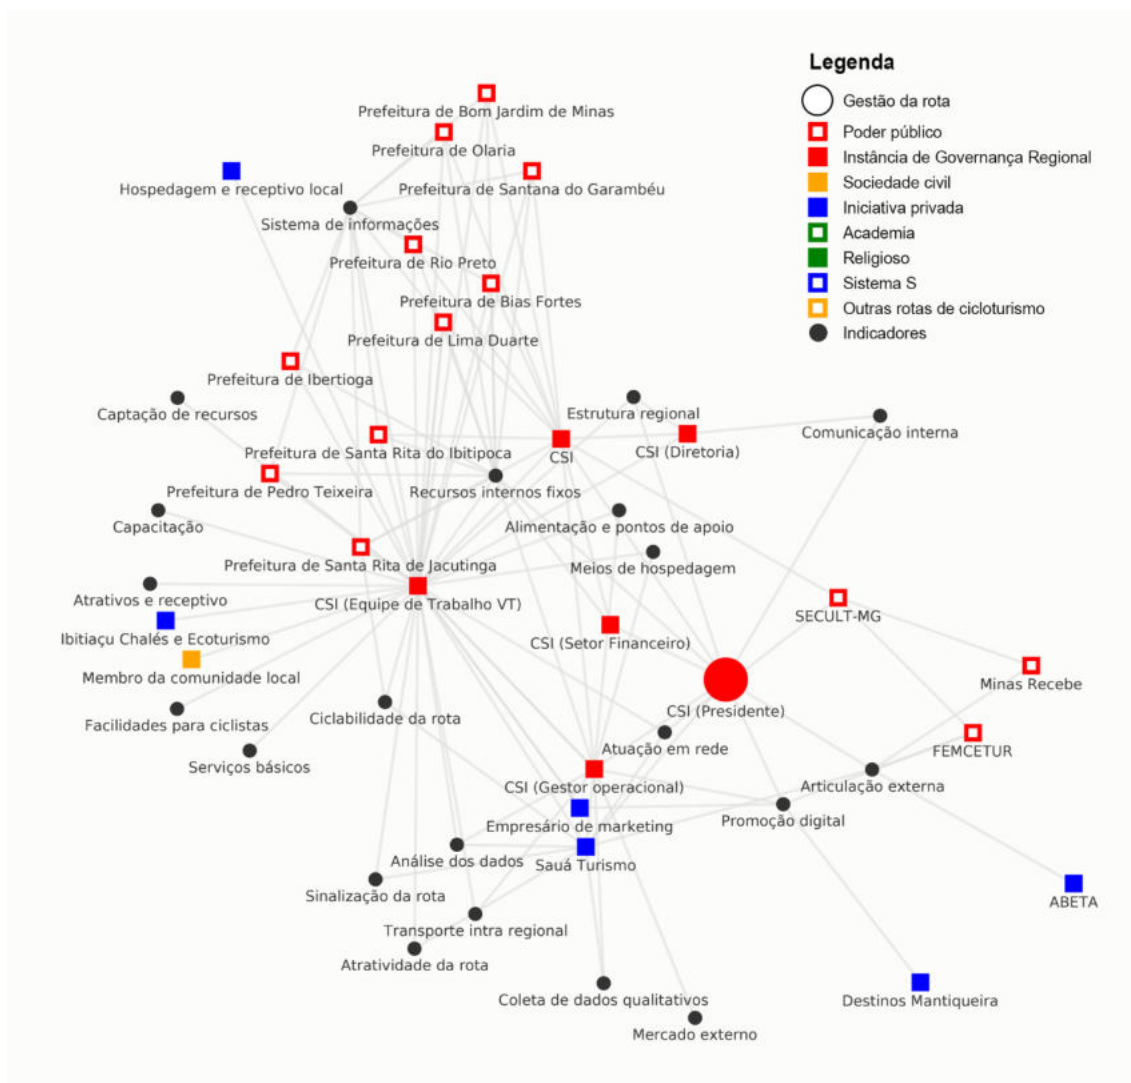 Legenda
Gestão da rota
Poder público
Instância de Governança Regional
Sociedade civil
Iniciativa privada
Academia
Religioso
Sistema S
Outras rotas de cicloturismo
Indicadores
Prefeitura de Bom Jardim de Minas
Prefeitura de Olaria
Hospedagem e receptivo local
Prefeitura de Santana do Garambéu
Sistema de informações
Prefeitura de Rio Preto
Prefeitura de Bias Fortes
Prefeitura de Lima Duarte
Prefeitura de Ibertioga
Captação de recursos
Estrutura regional
Comunicação interna
Prefeitura de Santa Rita do Ibitipoca
CSI
CSI (Diretoria)
Prefeitura de Pedro Teixeira
Recursos internos fixos
Capacitação
Alimentação e pontos de apoio
Prefeitura de Santa Rita de Jacutinga
Meios de hospedagem
Atrativos e receptivo
CSI (Equipe de Trabalho VT)
SECULT-MG
Ibitiaçu Chalés e Ecoturismo
CSI (Setor Financeiro)
Membro da comunidade local
Minas Recebe
CSI (Presidente)
Facilidades para ciclistas
Ciclabilidade da rota
Serviços básicos
Atuação em rede
FEMCETUR
CSI (Gestor operacional)
Articulação externa
Empresário de marketing
Promoção digital
Análise dos dados
Sauá Turismo
Sinalização da rota
ABETA
Transporte intra regional
Atratividade da rota
Coleta de dados qualitativos
Destinos Mantiqueira
Mercado externo